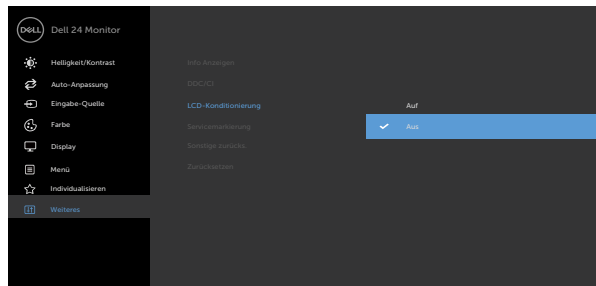 DELL Dell 24 Monitor
Helligkeit/Kontrast Info Anzeigen
Auto-Anpassung DDC/CI
Eingabe-Quelle LCD-Konditionierung Auf
Farbe Servicemarkierung Aus
Display Sonstige zurücks.
Menü Zurücksetzen
Individualisieren
Weiteres